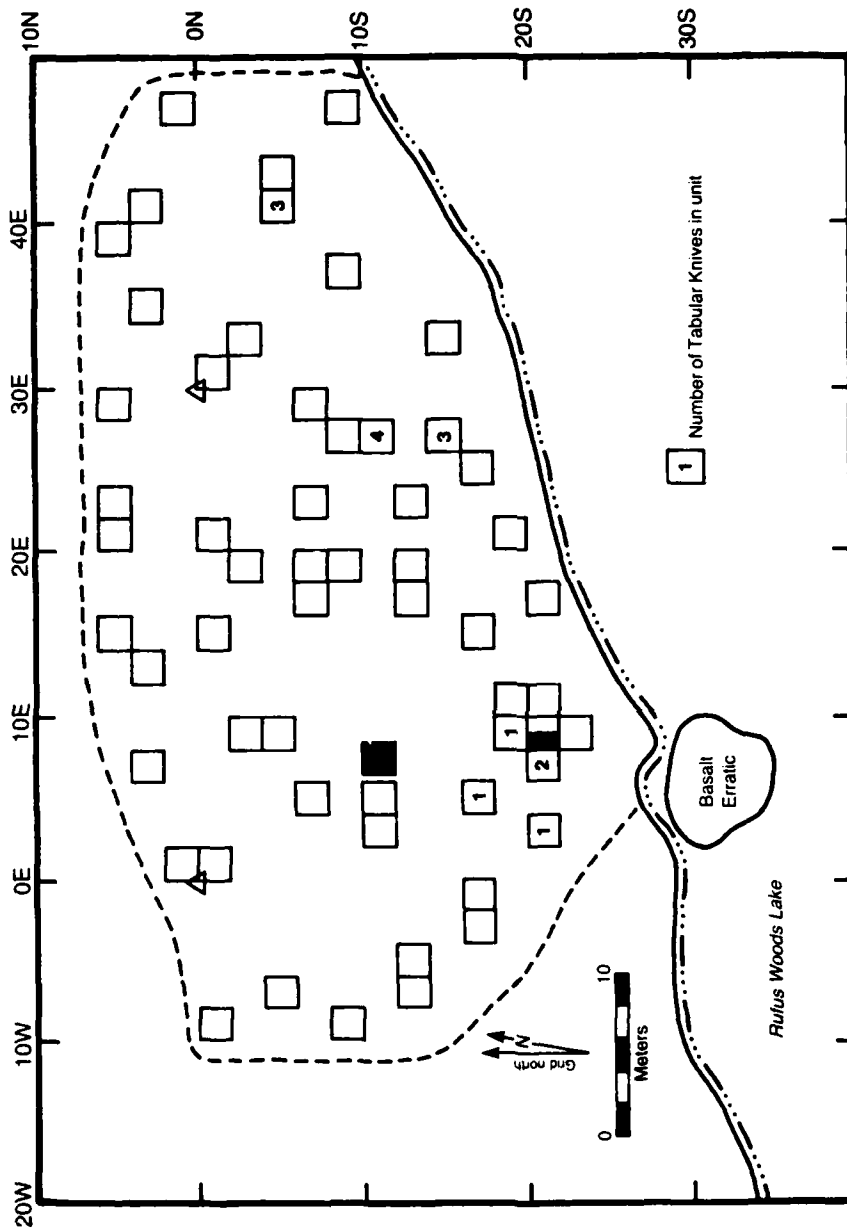 20W
10W
0E
10E
20E
30E
40E
10N
0N
10S
20S
30S
3
4
3
1
1
2
1
N
Grid north
0
10
Meters
Basalt
Erratic
Rufus Woods Lake
1 Number of Tabular Knives in unit